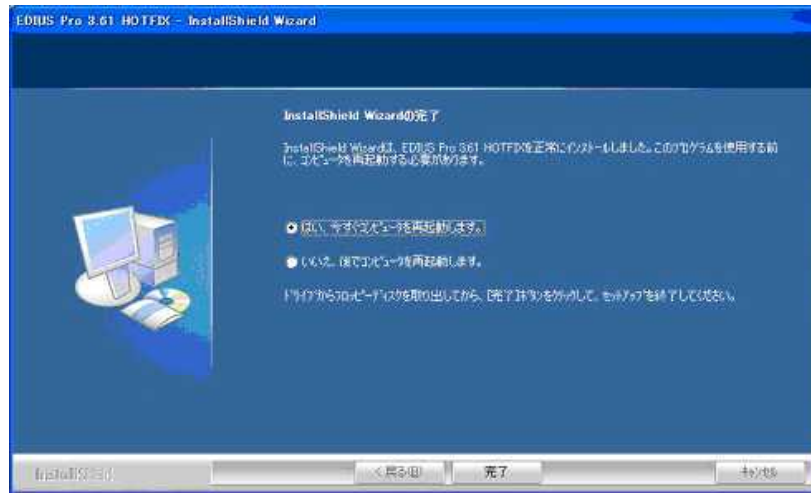 EDIUS Pro 3.61 HOTFIX - InstallShield Wizard
InstallShield Wizardの完了
InstallShield Wizardは、EDIUS Pro 3.61 HOTFIXを正常にインストールしました。このプログラムを使用する前
に、コンピュータを再起動する必要があります。
はい、今すぐコンピュータを再起動します。
いいえ、後でコンピュータを再起動します。
ドライブからフロッピーディスクを取り出してから、[完了]ボタンをクリックして、セットアップを終了してください。
InstallShield
< 戻る(B)
完了
キャンセル